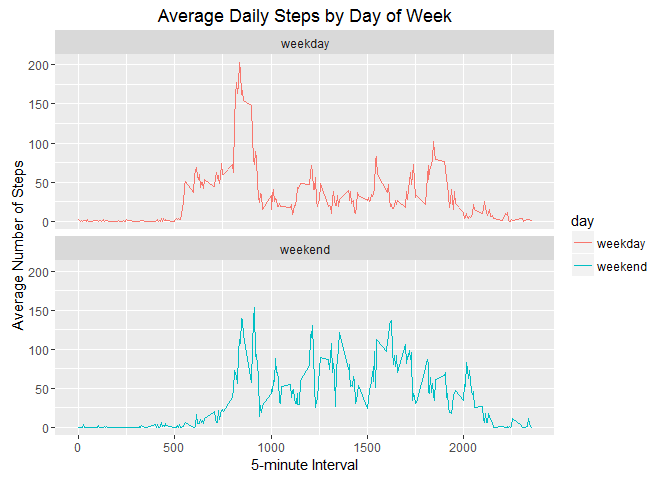 Average Daily Steps by Day of Week
weekday
200
150
100
50
0
weekend
200
150
100
50
0
Average Number of Steps
0 500 1000 1500 2000
5-minute Interval
day
weekday
weekend